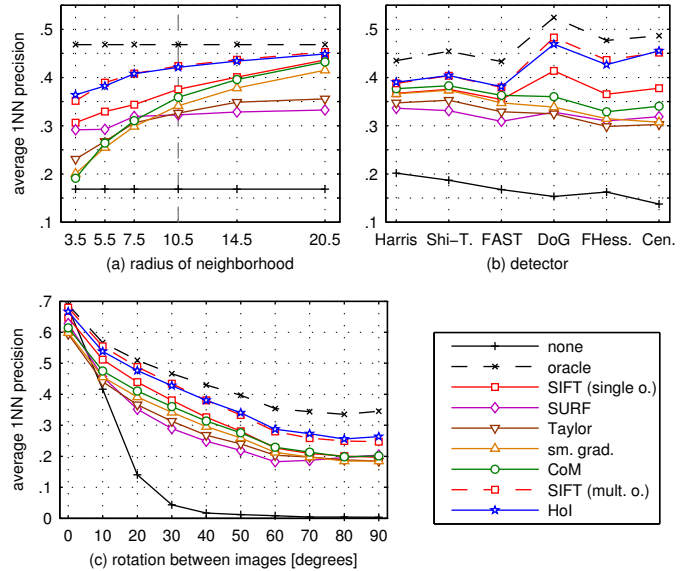 average 1NN precision
.5
.4
.3
.2
.1
3.5 5.5 7.5 10.5 14.5 20.5
(a) radius of neighborhood
.5
.4
.3
.2
.1
Harris Shi−T. FAST DoG FHess. Cen.
(b) detector
average 1NN precision
.7
.6
.5
.4
.3
.2
.1
0
0 10 20 30 40 50 60 70 80 90
(c) rotation between images [degrees]
none
oracle
SIFT (single o.)
SURF
Taylor
sm. grad.
CoM
SIFT (mult. o.)
HoI